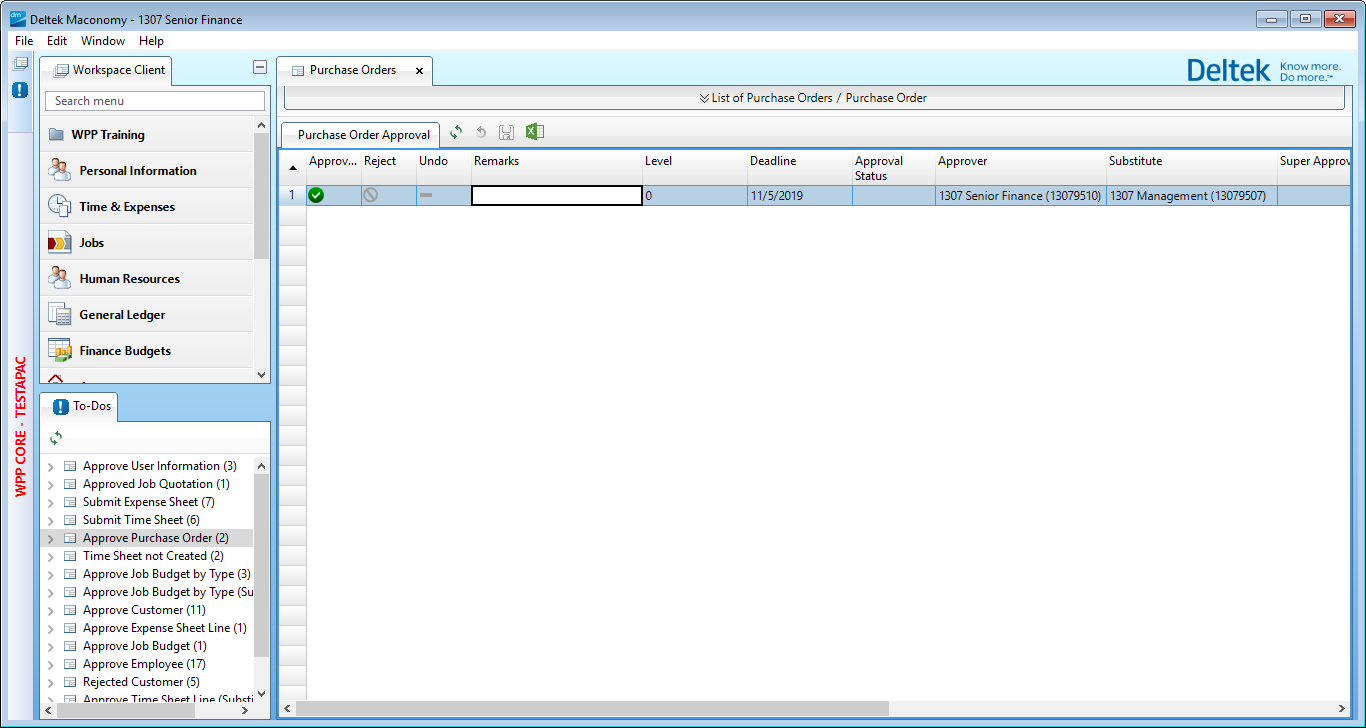 dm Deltek Maconomy - 1307 Senior Finance
File Edit Window Help
Workspace Client
Search menu
WPP Training
Personal Information
Time & Expenses
Jobs
Human Resources
General Ledger
Finance Budgets
WPP CORE - TESTAPAC
To-Dos
Approve User Information (3)
Approved Job Quotation (1)
Submit Expense Sheet (7)
Submit Time Sheet (6)
Approve Purchase Order (2)
Time Sheet not Created (2)
Approve Job Budget by Type (3)
Approve Job Budget by Type (Su
Approve Customer (11)
Approve Expense Sheet Line (1)
Approve Job Budget (1)
Approve Employee (17)
Rejected Customer (5)
Approve Time Sheet Line (Substi
Purchase Orders
Deltek Know more.
Do more.™
List of Purchase Orders / Purchase Order
Purchase Order Approval
Approv... Reject Undo Remarks Level Deadline Approval Status Approver Substitute Super Approv
1 0 11/5/2019 1307 Senior Finance (13079510) 1307 Management (13079507)